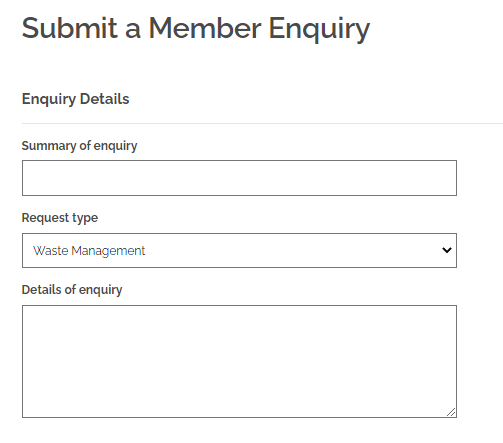 Submit a Member Enquiry
Enquiry Details
Summary of enquiry
Request type
Waste Management
Details of enquiry